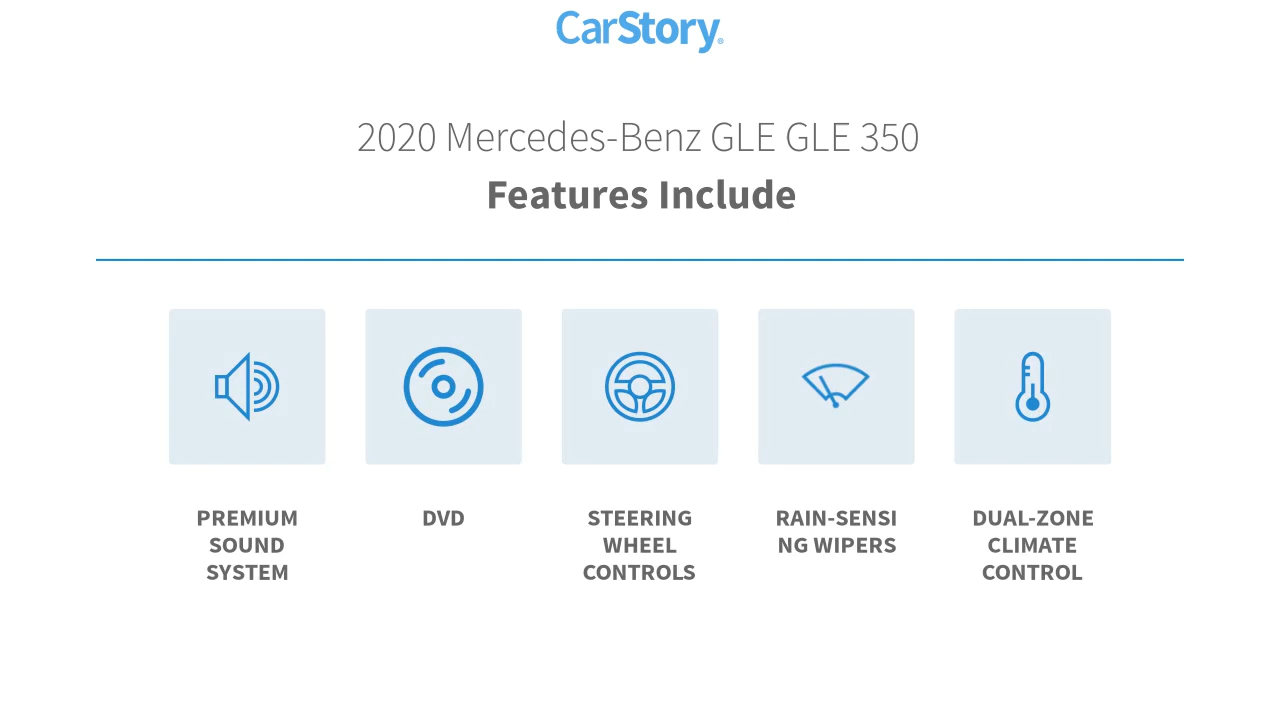 CarStory®
2020 Mercedes-Benz GLE GLE 350
Features Include
PREMIUM
SOUND
SYSTEM
DVD
STEERING
WHEEL
CONTROLS
RAIN-SENSI
NG WIPERS
DUAL-ZONE
CLIMATE
CONTROL